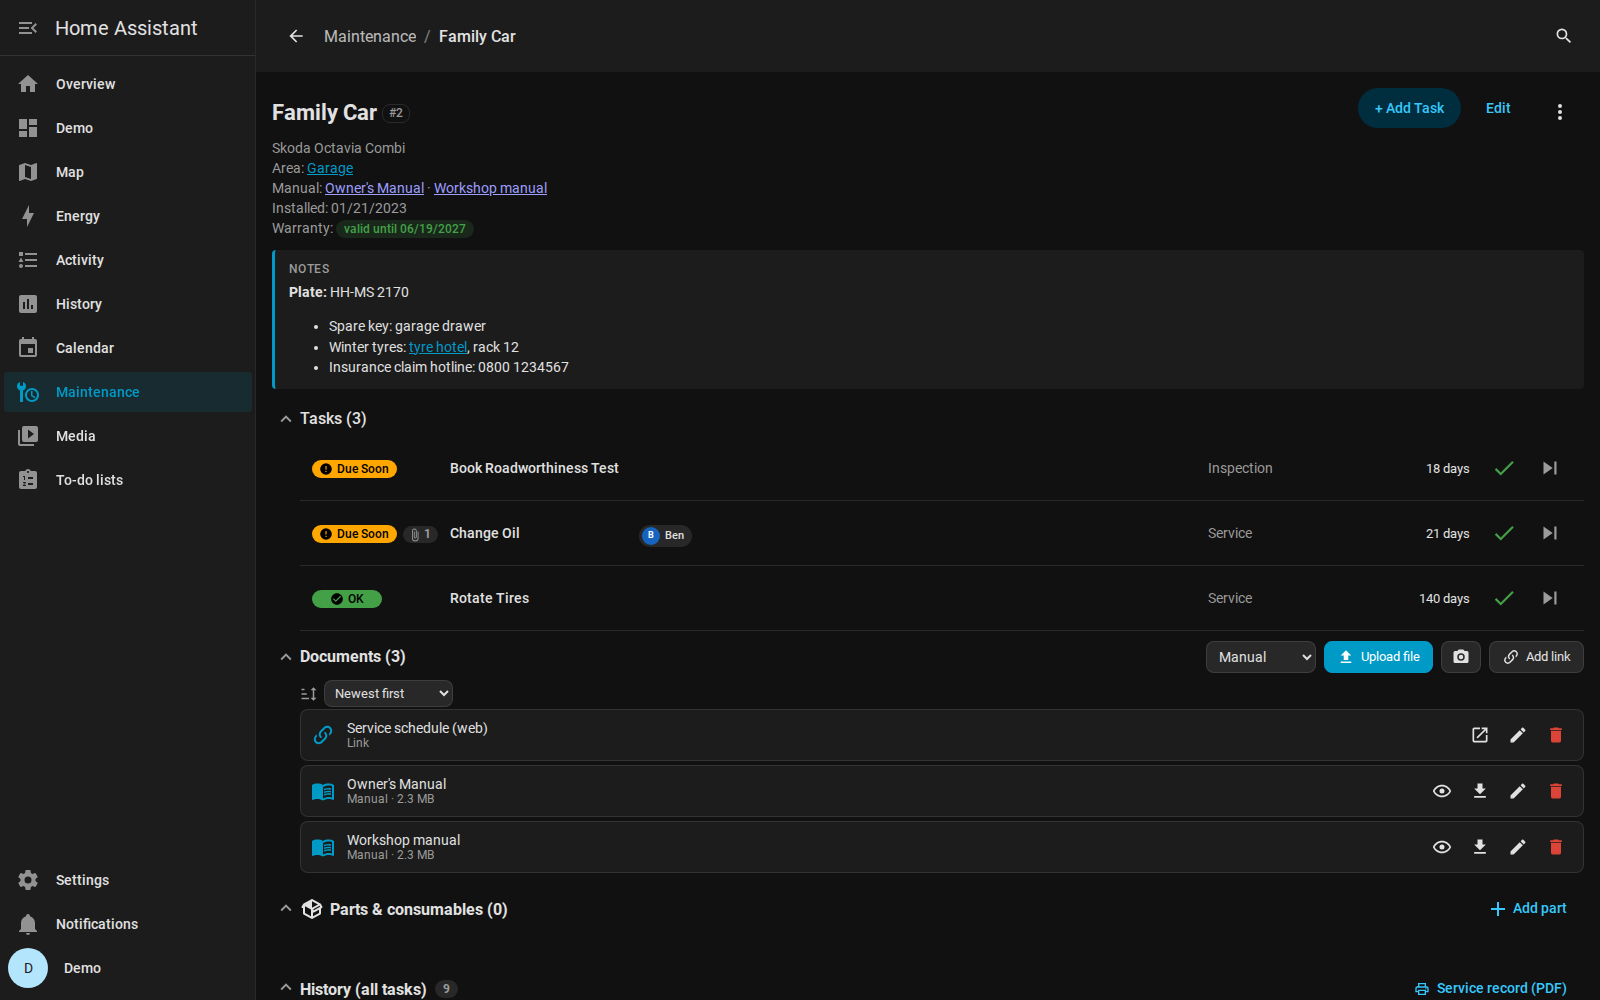 Home Assistant
Overview
Demo
Map
Energy
Activity
History
Calendar
Maintenance
Media
To-do lists
Settings
Notifications
D Demo
Maintenance / Family Car
Family Car #2
+ Add Task Edit
Skoda Octavia Combi
Area: Garage
Manual: Owner's Manual · Workshop manual
Installed: 01/21/2023
Warranty: valid until 06/19/2027
NOTES
Plate: HH-MS 2170
• Spare key: garage drawer
• Winter tyres: tyre hotel, rack 12
• Insurance claim hotline: 0800 1234567
Tasks (3)
Due Soon Book Roadworthiness Test Inspection 18 days
Due Soon 1 Change Oil B Ben Service 21 days
OK Rotate Tires Service 140 days
Documents (3) Manual Upload file Add link
Newest first
Service schedule (web)
Link
Owner's Manual
Manual · 2.3 MB
Workshop manual
Manual · 2.3 MB
Parts & consumables (0) Add part
History (all tasks) 9 Service record (PDF)